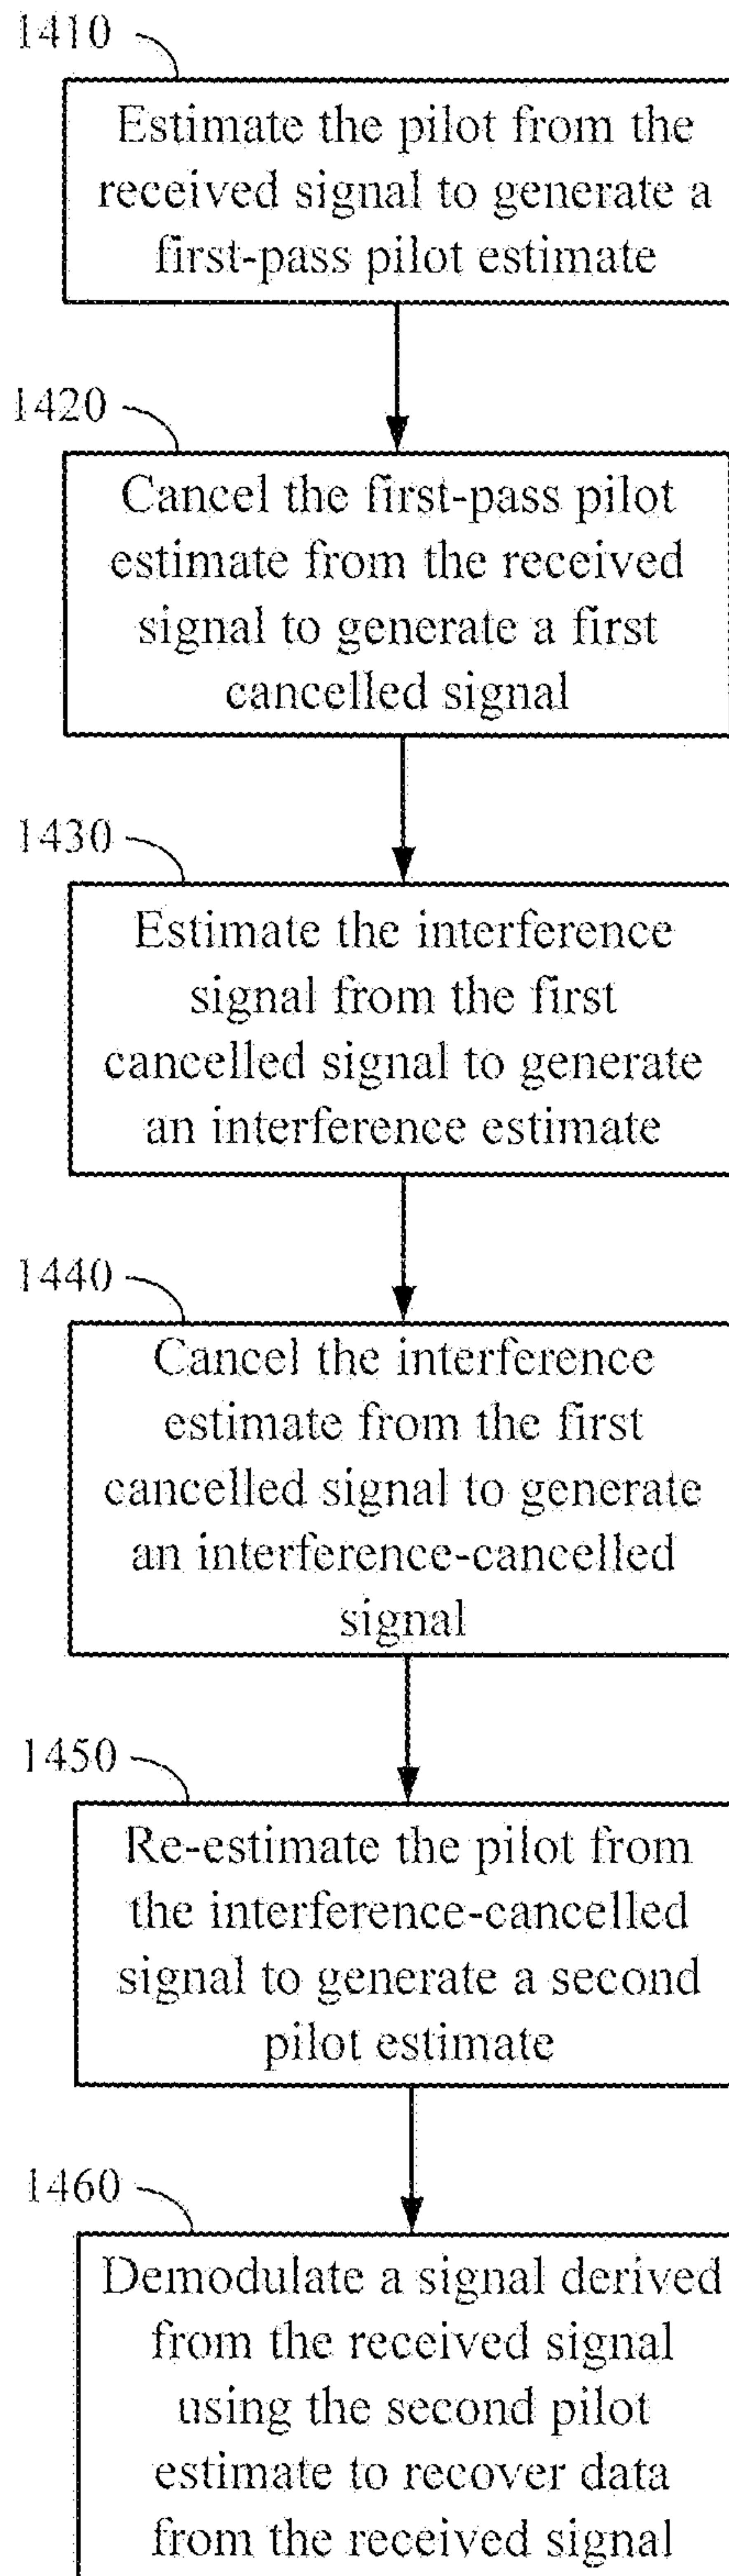 1410
Estimate the pilot from the
received signal to generate a
first-pass pilot estimate
1420
Cancel the first-pass pilot
estimate from the received
signal to generate a first
cancelled signal
1430
Estimate the interference
signal from the first
cancelled signal to generate
an interference estimate
1440
Cancel the interference
estimate from the first
cancelled signal to generate
an interference-cancelled
signal
1450
Re-estimate the pilot from
the interference-cancelled
signal to generate a second
pilot estimate
1460
Demodulate a signal derived
from the received signal
using the second pilot
estimate to recover data
from the received signal